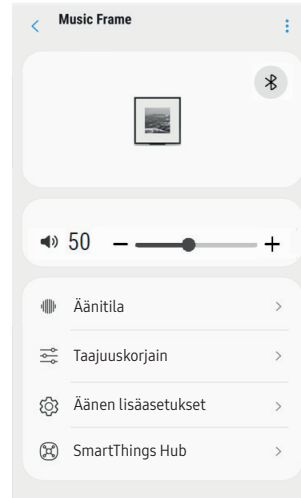 Music Frame
50
Äänitila
Taajuuskorjain
Äänen lisäasetukset
SmartThings Hub